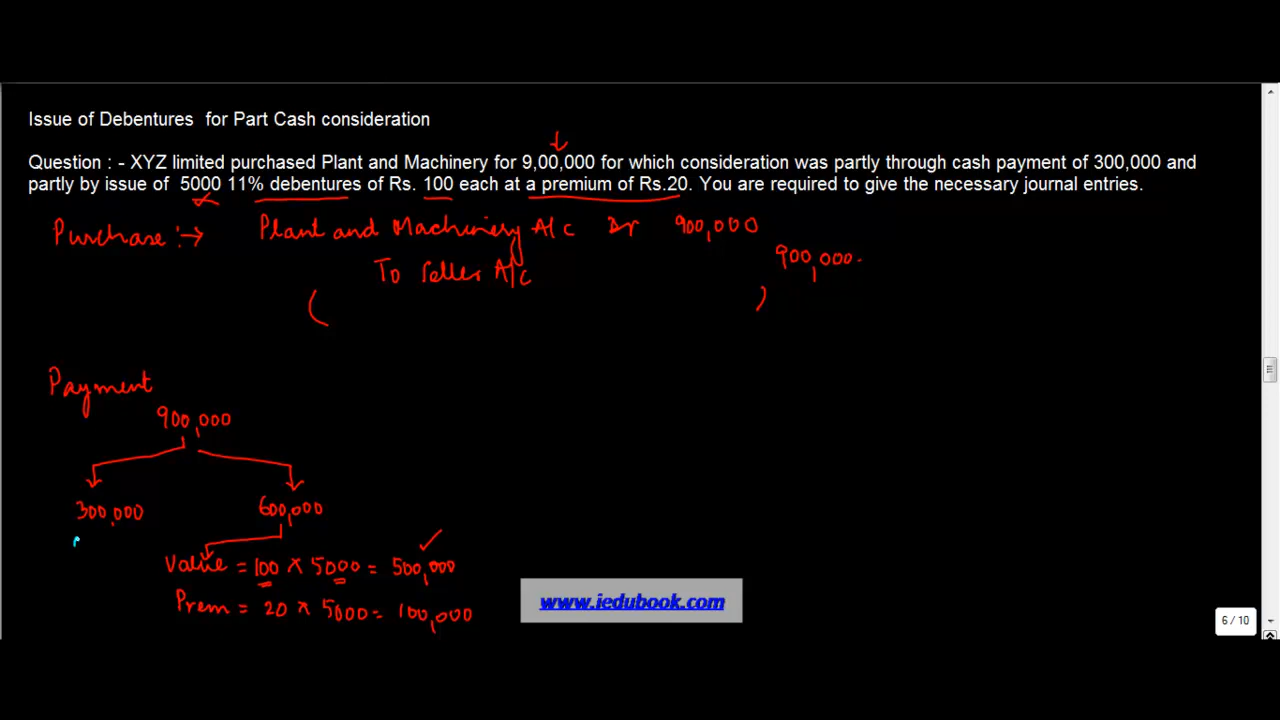 Issue of Debentures for Part Cash consideration
Question : - XYZ limited purchased Plant and Machinery for 9,00,000 for which consideration was partly through cash payment of 300,000 and
partly by issue of 5000 11% debentures of Rs. 100 each at a premium of Rs.20. You are required to give the necessary journal entries.
Purchase :→ Plant and Machinery A/c Dr 900,000
To Seller A/c 900,000
( )
Payment
900,000
300,000 600,000
Value = 100 × 5000 = 500,000
Prem = 20 × 5000 = 100,000
www.iedubook.com
6 / 10